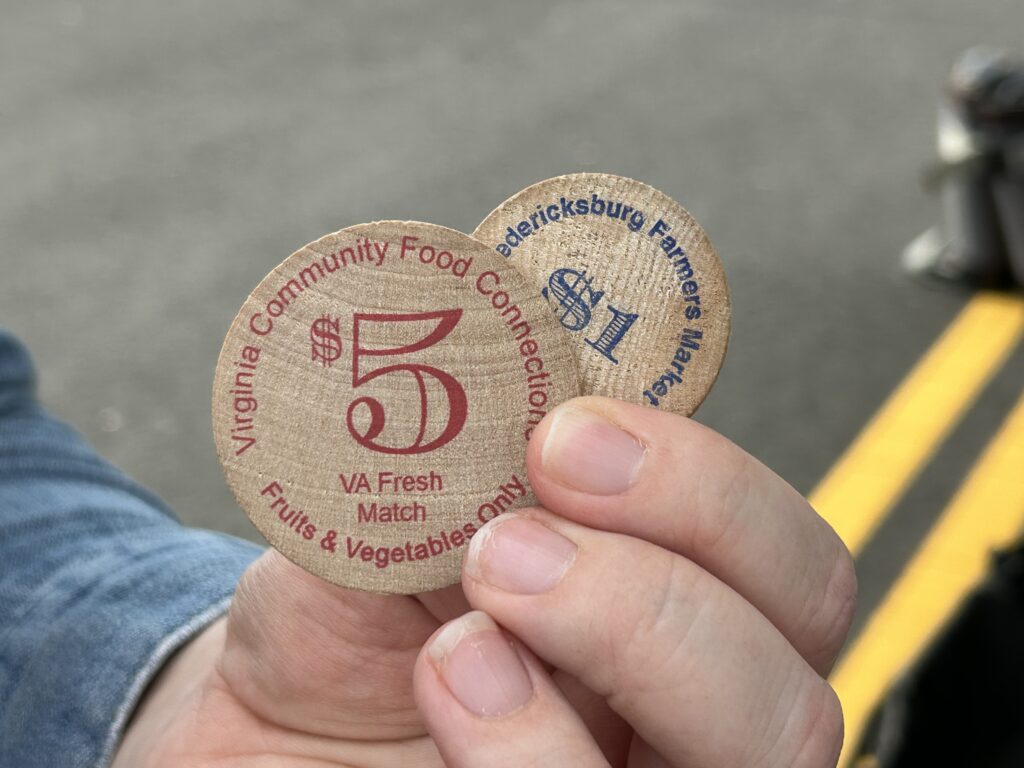 Virginia Community Food Connections
$5
VA Fresh
Match
Fruits & Vegetables Only
edericksburg Farmers Market
$1